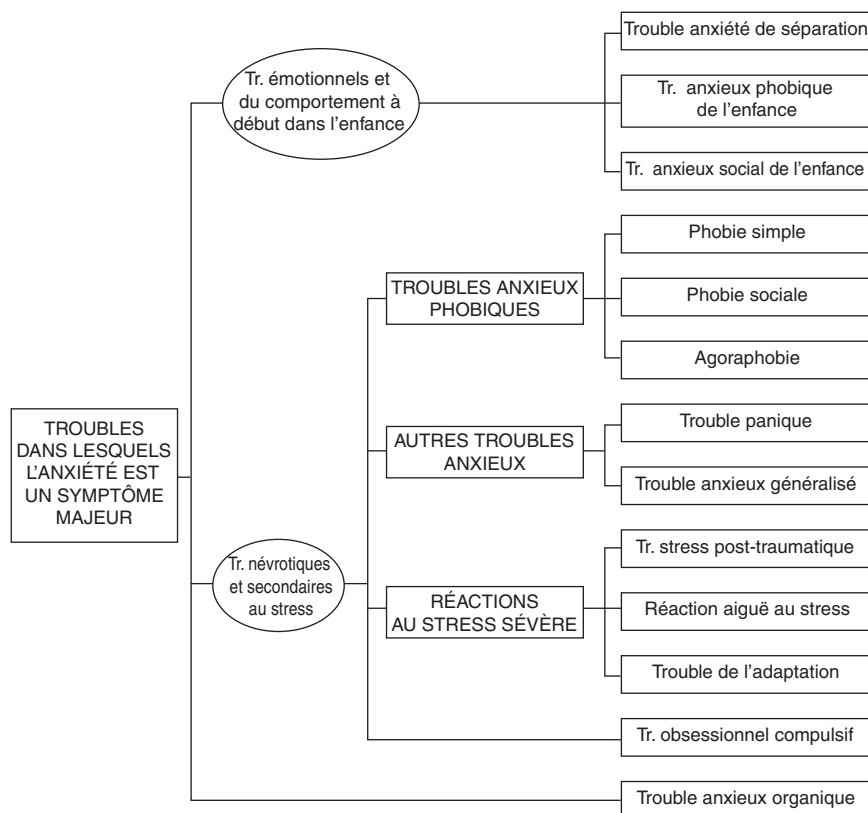 Trouble anxiété de séparation
Tr. émotionnels et
du comportement à
début dans l'enfance
Tr. anxieux phobique
de l'enfance
Tr. anxieux social de l'enfance
Phobie simple
TROUBLES ANXIEUX
PHOBIQUES
Phobie sociale
Agoraphobie
TROUBLES
DANS LESQUELS
L'ANXIÉTÉ EST
UN SYMPTÔME
MAJEUR
AUTRES TROUBLES
ANXIEUX
Trouble panique
Trouble anxieux généralisé
Tr. névrotiques
et secondaires
au stress
RÉACTIONS
AU STRESS SÉVÈRE
Tr. stress post-traumatique
Réaction aiguë au stress
Trouble de l'adaptation
Tr. obsessionnel compulsif
Trouble anxieux organique